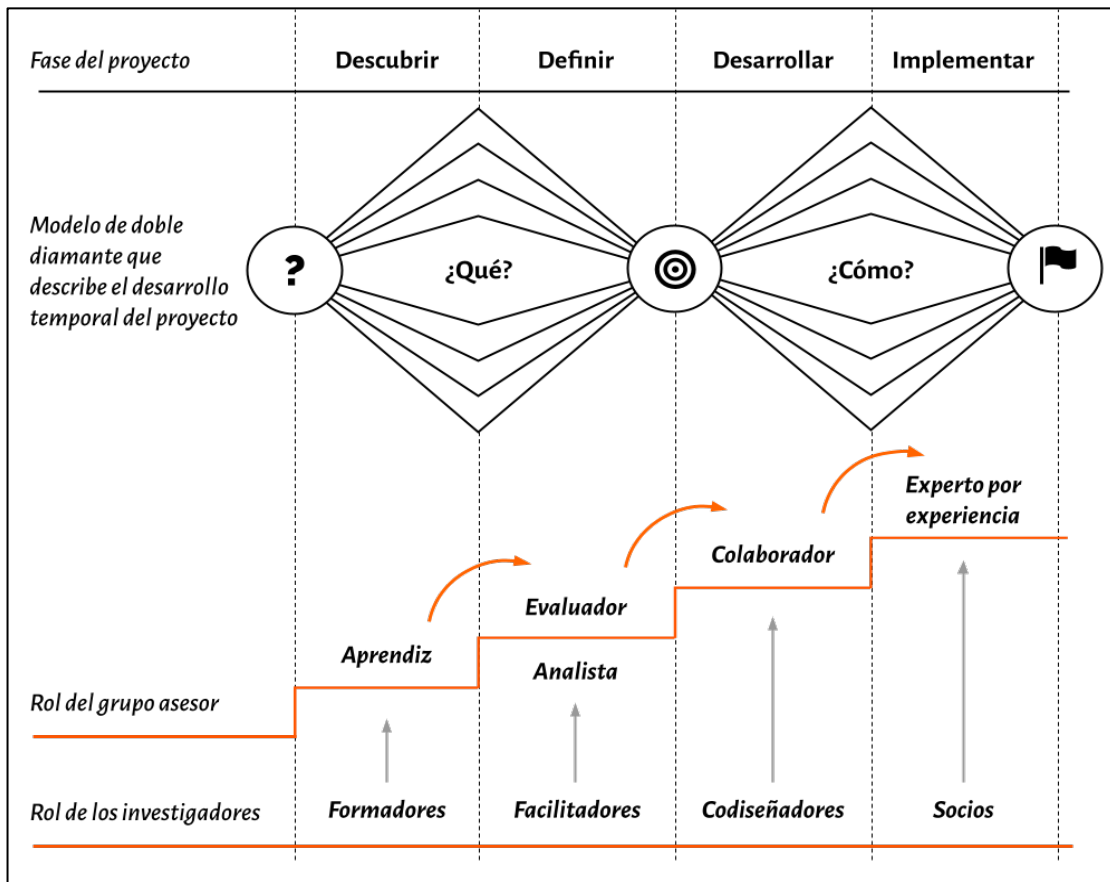 Fase del proyecto
Descubrir
Definir
Desarrollar
Implementar
Modelo de doble
diamante que
describe el desarrollo
temporal del proyecto
?
¿Qué?
¿Cómo?
Experto por
experiencia
Colaborador
Evaluador
Aprendiz
Analista
Rol del grupo asesor
Rol de los investigadores
Formadores
Facilitadores
Codiseñadores
Socios